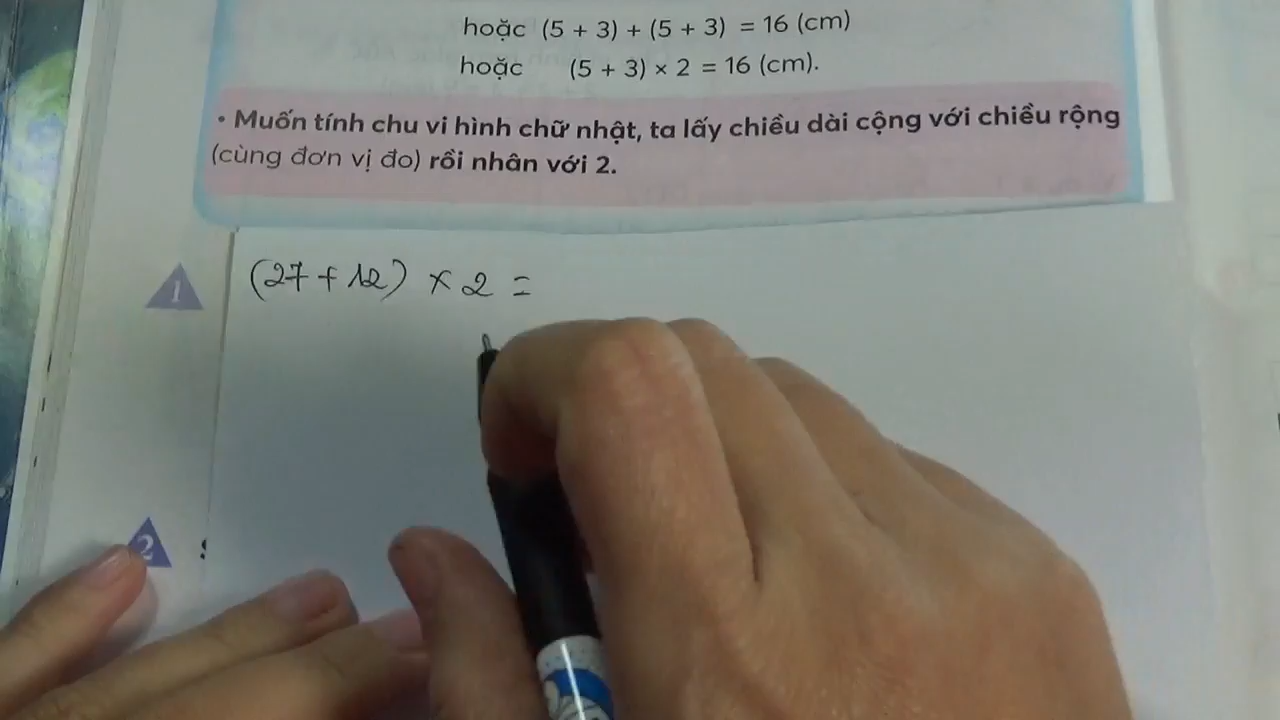 hoặc (5 + 3) + (5 + 3) = 16 (cm)
hoặc (5 + 3) × 2 = 16 (cm).
• Muốn tính chu vi hình chữ nhật, ta lấy chiều dài cộng với chiều rộng
(cùng đơn vị đo) rồi nhân với 2.
1
(27 + 12) × 2 =
2